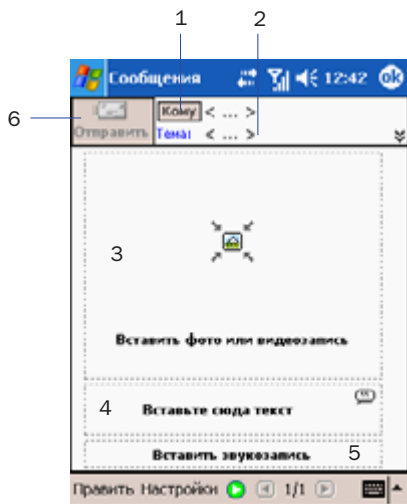 1 2
Сообщения 12:42 ok
6
Отправить
Кому < ... >
Тема: < ... >
3
Вставить фото или видеозапись
4 Вставьте сюда текст
Вставить звукозапись 5
Править Настройки 1/1